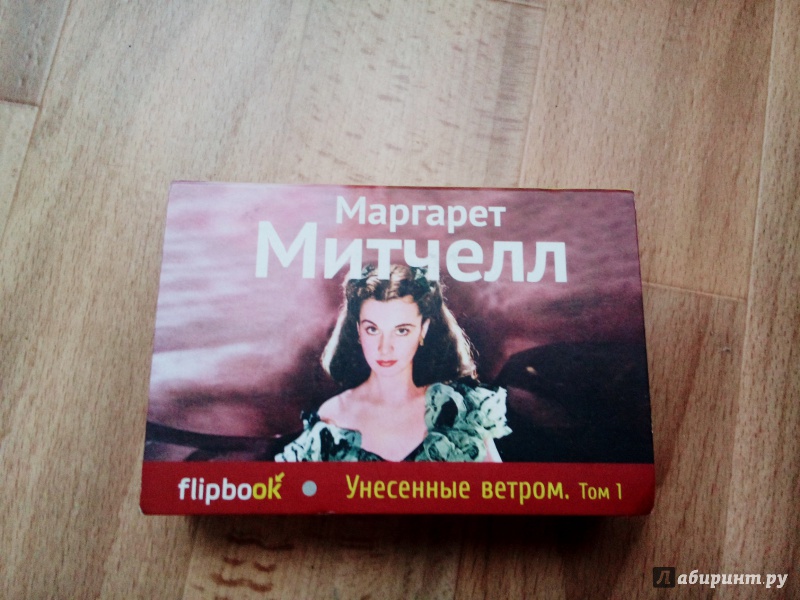 Маргарет
Митчелл
flipbook • Унесенные ветром. Том 1
Лабиринт.ру